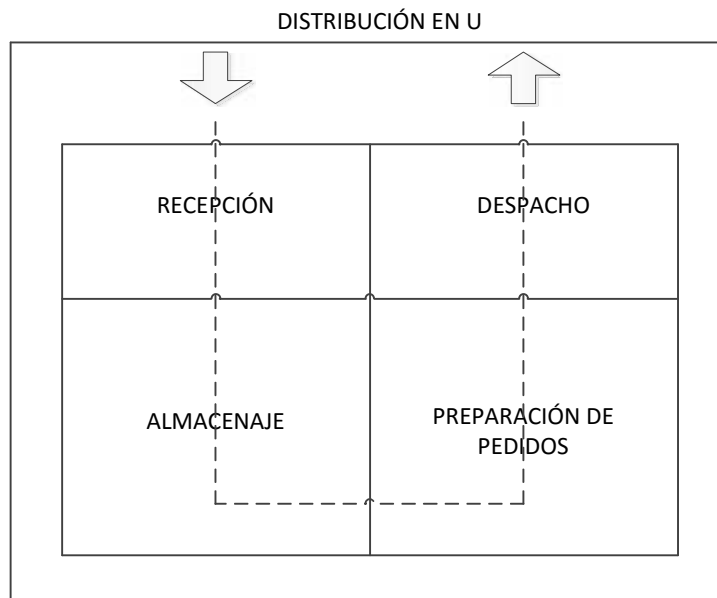 DISTRIBUCIÓN EN U
RECEPCIÓN
DESPACHO
ALMACENAJE
PREPARACIÓN DE
PEDIDOS